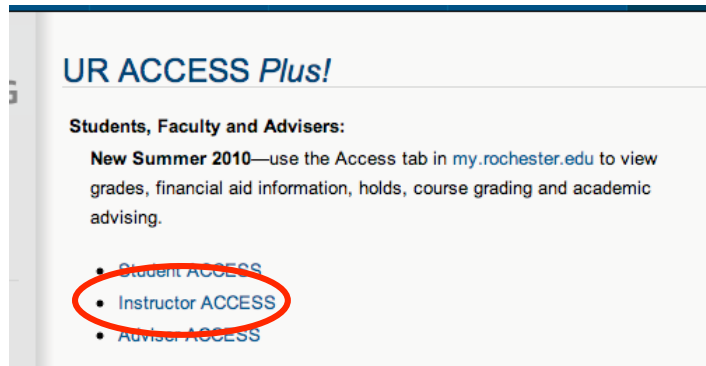 UR ACCESS Plus!
Students, Faculty and Advisers:
New Summer 2010—use the Access tab in my.rochester.edu to view
grades, financial aid information, holds, course grading and academic
advising.
• Student ACCESS
• Instructor ACCESS
• Adviser ACCESS